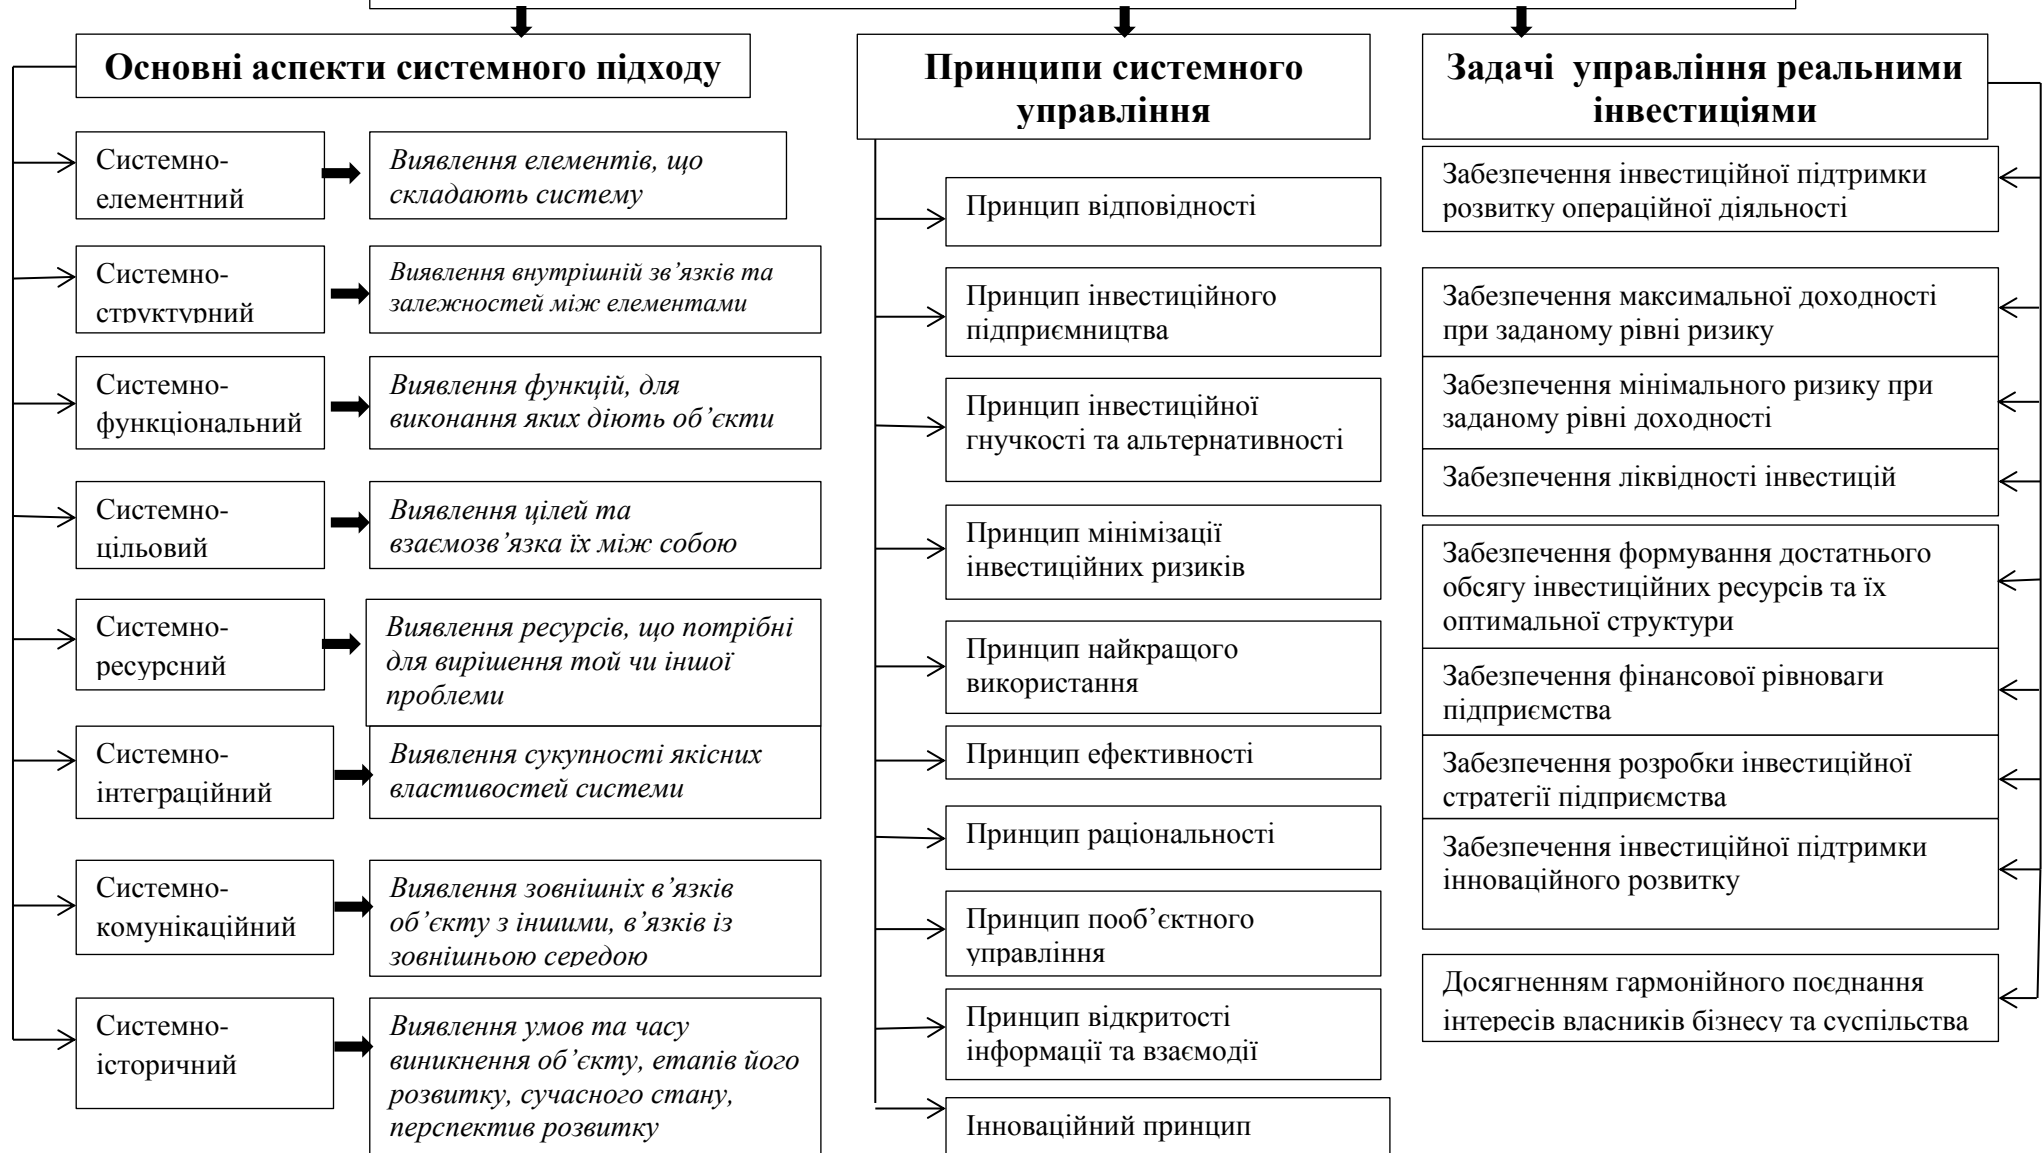 Основні аспекти системного підходу
Системно-
елементний
Виявлення елементів, що
складають систему
Системно-
структурний
Виявлення внутрішній зв’язків та
залежностей між елементами
Системно-
функціональний
Виявлення функцій, для
виконання яких діють об’єкти
Системно-
цільовий
Виявлення цілей та
взаємозв’язка їх між собою
Системно-
ресурсний
Виявлення ресурсів, що потрібні
для вирішення той чи іншої
проблеми
Системно-
інтеграційний
Виявлення сукупності якісних
властивостей системи
Системно-
комунікаційний
Виявлення зовнішніх в’язків
об’єкту з іншими, в’язків із
зовнішньою середою
Системно-
історичний
Виявлення умов та часу
виникнення об’єкту, етапів його
розвитку, сучасного стану,
перспектив розвитку
Принципи системного
управління
Принцип відповідності
Принцип інвестиційного
підприємництва
Принцип інвестиційної
гнучкості та альтернативності
Принцип мінімізації
інвестиційних ризиків
Принцип найкращого
використання
Принцип ефективності
Принцип раціональності
Принцип пооб’єктного
управління
Принцип відкритості
інформації та взаємодії
Інноваційний принцип
Задачі управління реальними
інвестиціями
Забезпечення інвестиційної підтримки
розвитку операційної діяльності
Забезпечення максимальної доходності
при заданому рівні ризику
Забезпечення мінімального ризику при
заданому рівні доходності
Забезпечення ліквідності інвестицій
Забезпечення формування достатнього
обсягу інвестиційних ресурсів та їх
оптимальної структури
Забезпечення фінансової рівноваги
підприємства
Забезпечення розробки інвестиційної
стратегії підприємства
Забезпечення інвестиційної підтримки
інноваційного розвитку
Досягненням гармонійного поєднання
інтересів власників бізнесу та суспільства